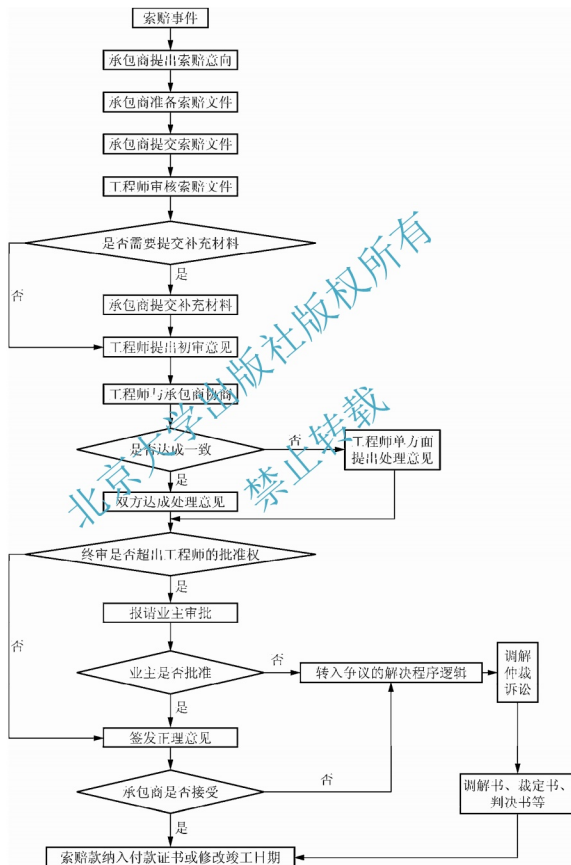 索赔事件
承包商提出索赔意向
承包商准备索赔文件
承包商提交索赔文件
工程师审核索赔文件
是否需要提交补充材料
否
是
承包商提交补充材料
工程师提出初审意见
工程师与承包商协商
是否达成一致
否
工程师单方面
提出处理意见
是
双方达成处理意见
终审是否超出工程师的批准权
是
否
报请业主审批
业主是否批准
否
转入争议的解决程序逻辑
调解
仲裁
诉讼
是
签发正理意见
承包商是否接受
否
调解书、裁定书、
判决书等
是
索赔款纳入付款证书或修改竣工日期
北京大学出版社版权所有
禁止转载